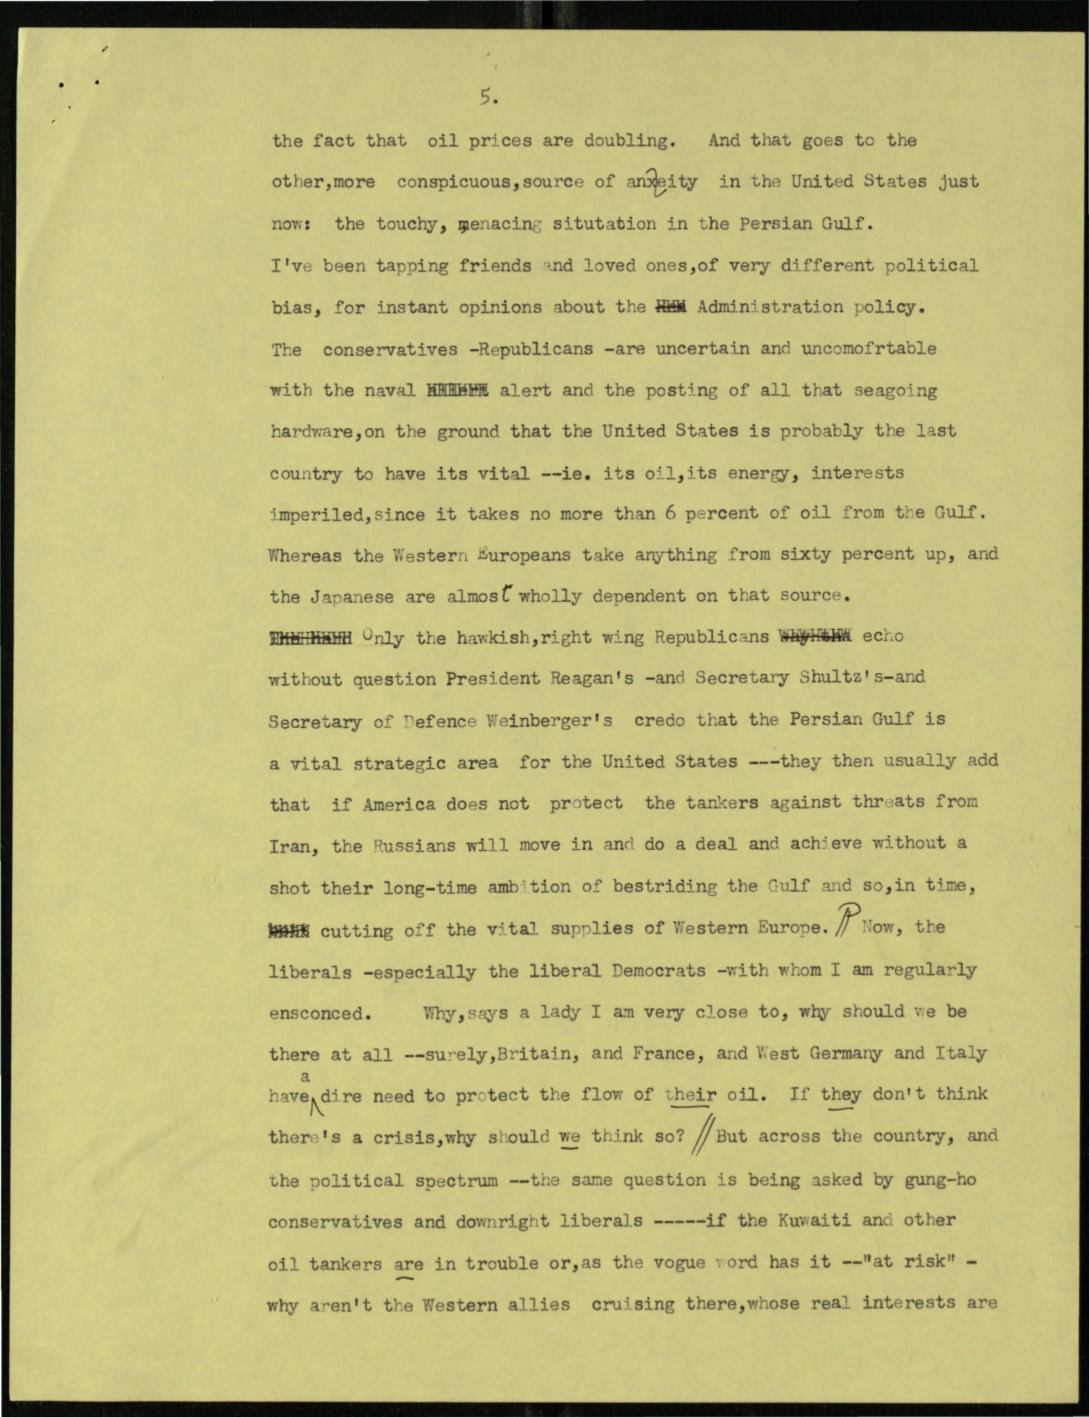 5.
the fact that oil prices are doubling. And that goes to the
other,more conspicuous,source of anxeity in the United States just
now: the touchy, menacing situtation in the Persian Gulf.
I've been tapping friends and loved ones,of very different political
bias, for instant opinions about the Administration policy.
The conservatives -Republicans -are uncertain and uncomofrtable
with the naval alert and the posting of all that seagoing
hardware,on the ground that the United States is probably the last
country to have its vital --ie. its oil,its energy, interests
imperiled,since it takes no more than 6 percent of oil from the Gulf.
Whereas the Western Europeans take anything from sixty percent up, and
the Japanese are almost wholly dependent on that source.
Only the hawkish,right wing Republicans echo
without question President Reagan's -and Secretary Shultz's-and
Secretary of Defence Weinberger's credo that the Persian Gulf is
a vital strategic area for the United States ---they then usually add
that if America does not protect the tankers against threats from
Iran, the Russians will move in and do a deal and achieve without a
shot their long-time ambition of bestriding the Gulf and so,in time,
cutting off the vital supplies of Western Europe. // Now, the
liberals -especially the liberal Democrats -with whom I am regularly
ensconced. Why,says a lady I am very close to, why should we be
there at all --surely,Britain, and France, and West Germany and Italy
have a dire need to protect the flow of their oil. If they don't think
there's a crisis,why should we think so? // But across the country, and
the political spectrum --the same question is being asked by gung-ho
conservatives and downright liberals -----if the Kuwaiti and other
oil tankers are in trouble or,as the vogue word has it --"at risk" -
why aren't the Western allies cruising there,whose real interests are